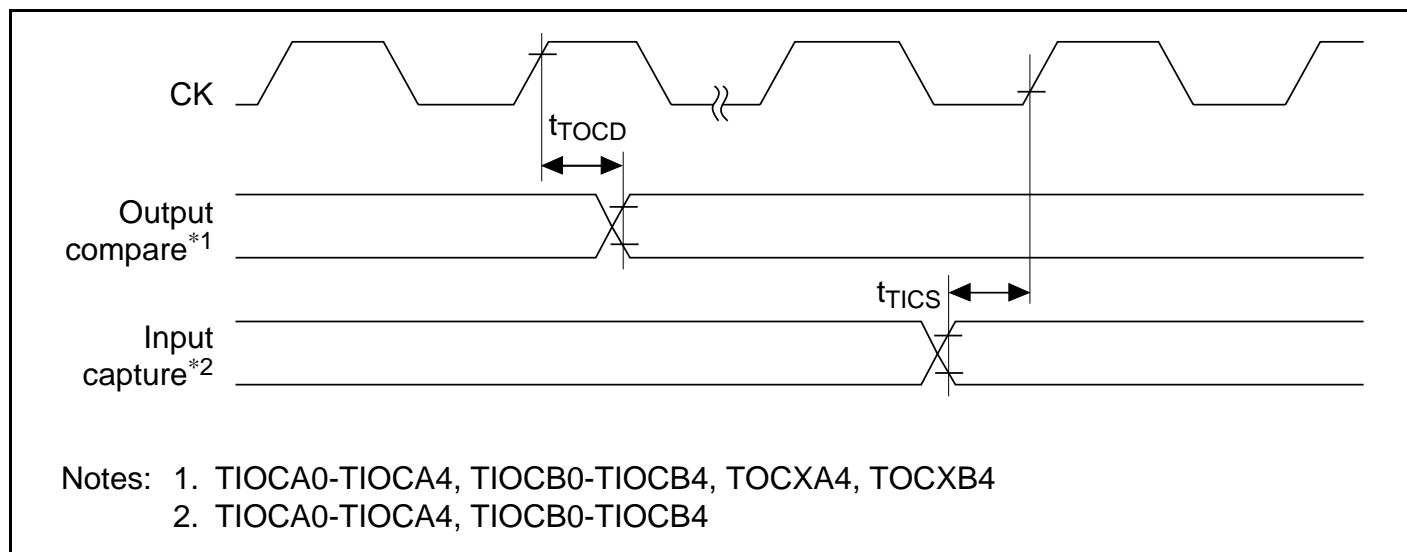 CK
tTOCD
Output
compare*1
tTICS
Input
capture*2
Notes: 1. TIOCA0-TIOCA4, TIOCB0-TIOCB4, TOCXA4, TOCXB4
2. TIOCA0-TIOCA4, TIOCB0-TIOCB4